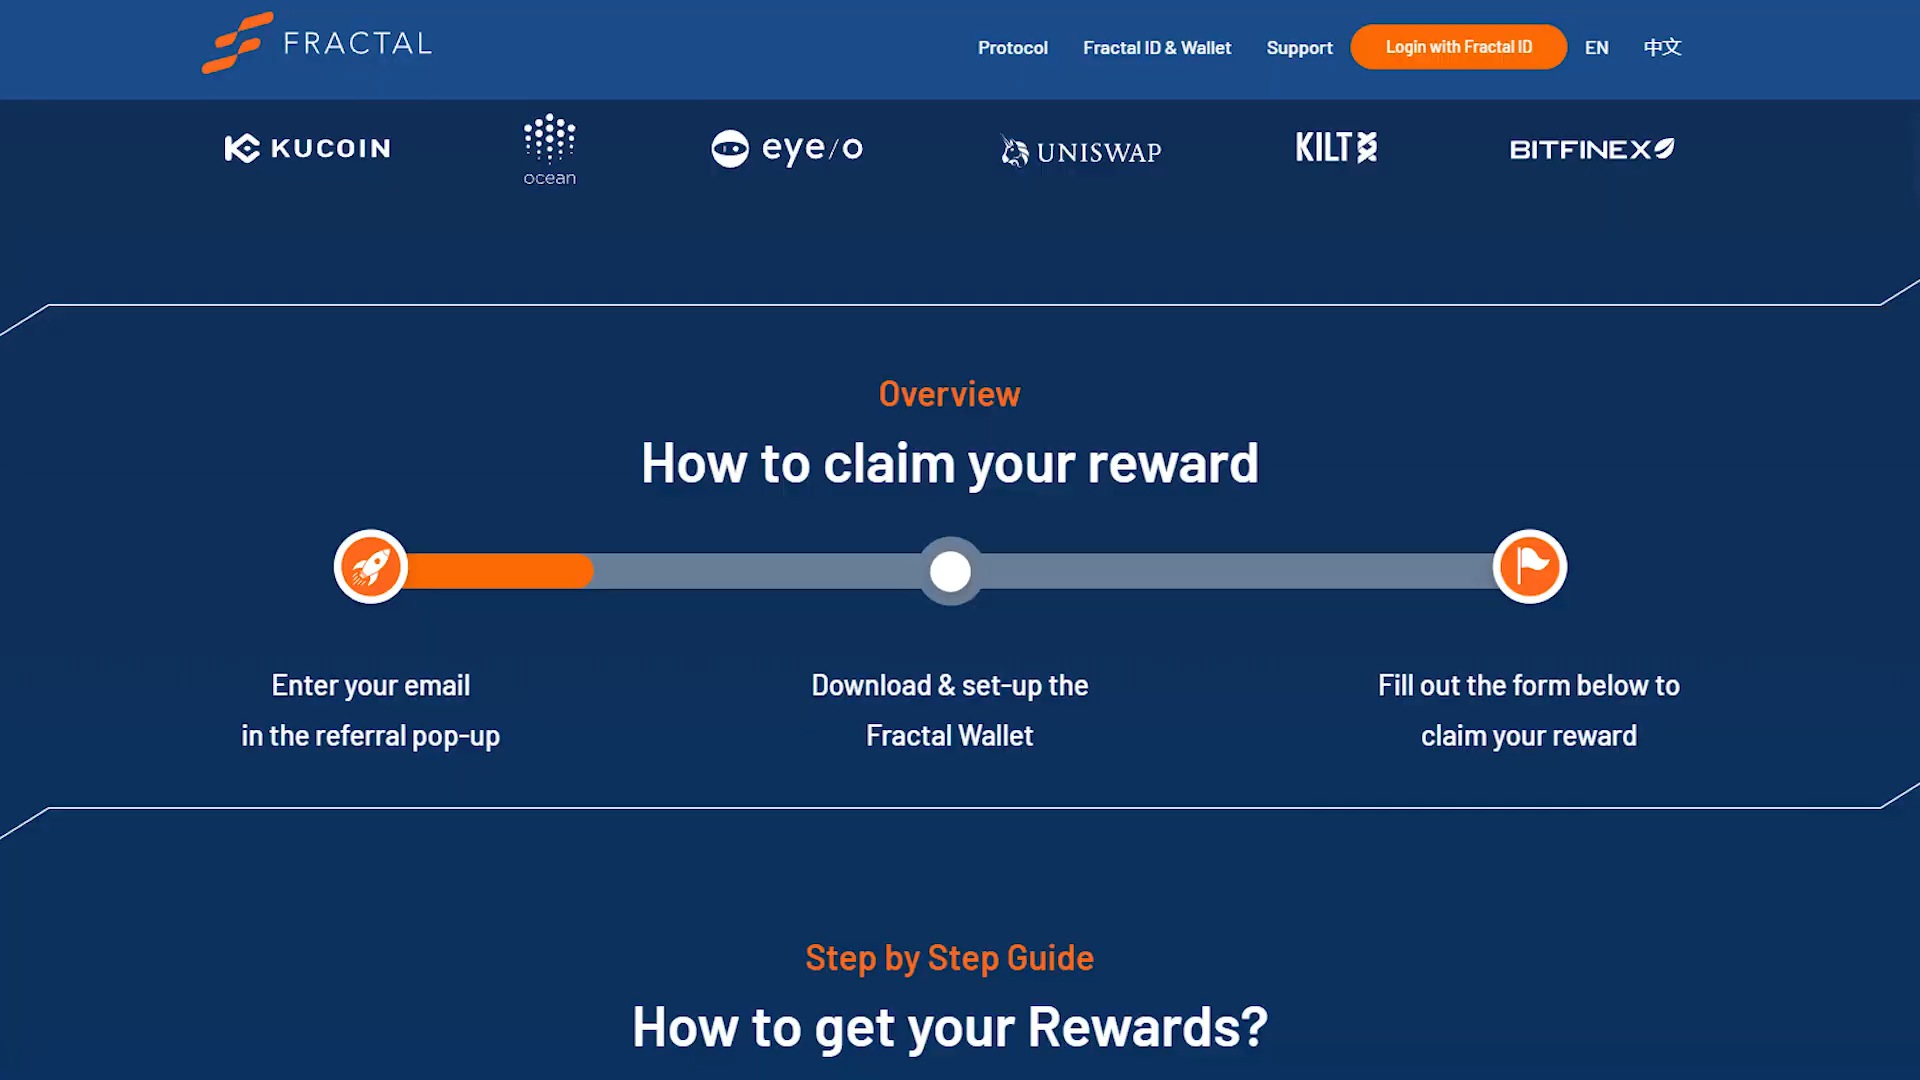 FRACTAL
Protocol
Fractal ID & Wallet
Support
Login with Fractal ID
EN
中文
KUCOIN
ocean
eye/o
UNISWAP
KILT
BITFINEX
Overview
How to claim your reward
Enter your email
in the referral pop-up
Download & set-up the
Fractal Wallet
Fill out the form below to
claim your reward
Step by Step Guide
How to get your Rewards?